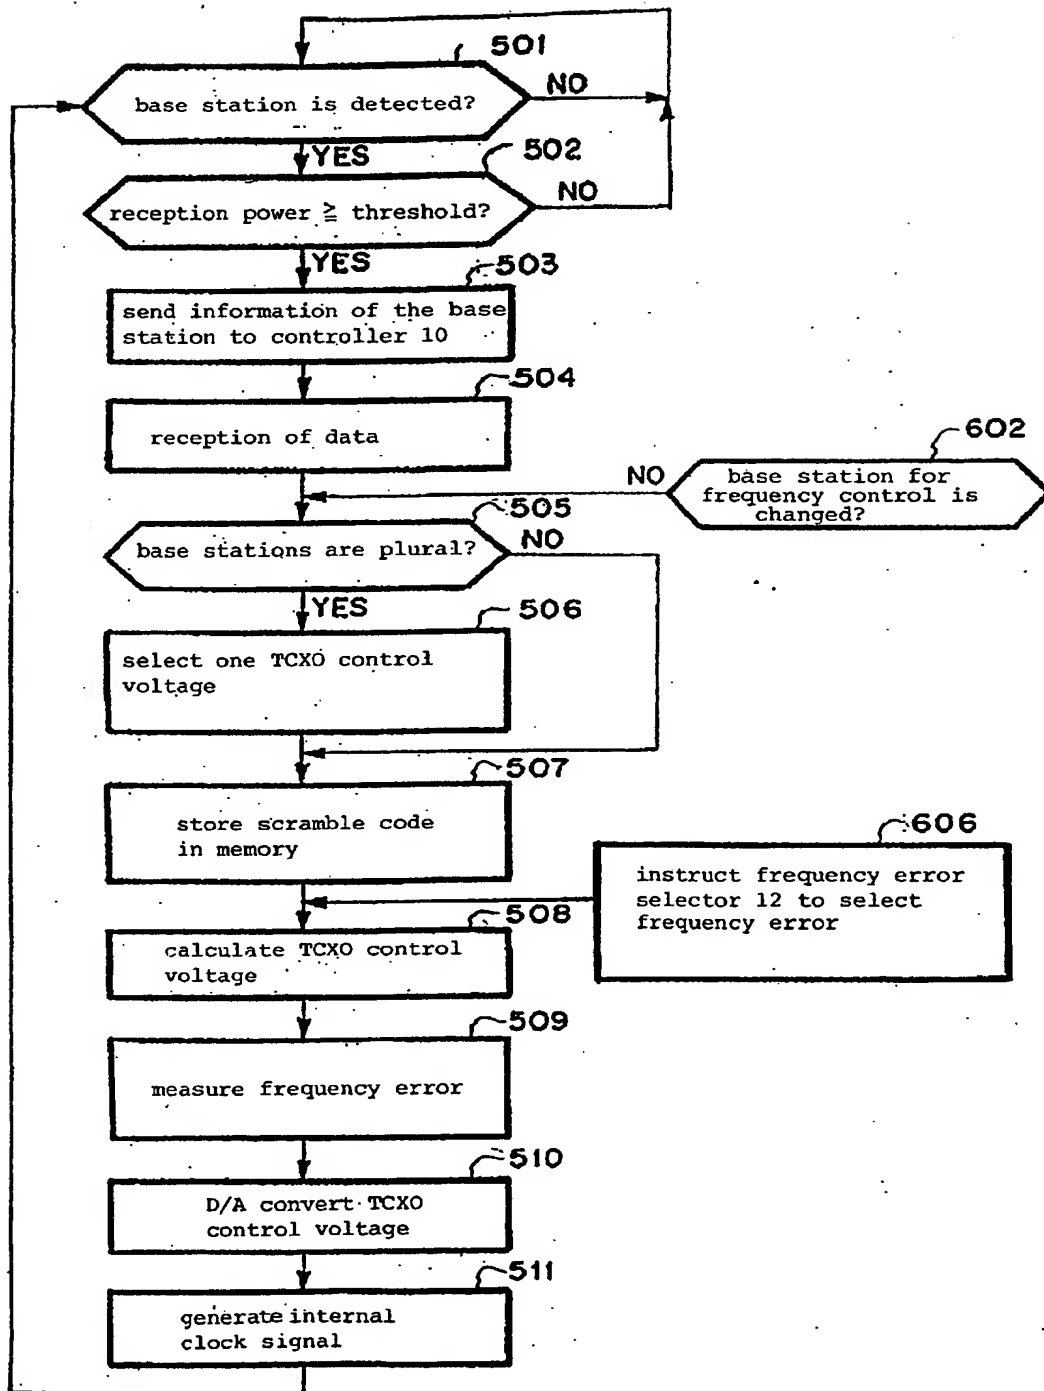 501
base station is detected?
NO
YES
502
reception power ≧ threshold?
NO
YES
503
send information of the base
station to controller 10
504
reception of data
602
base station for
frequency control is
changed?
NO
505
base stations are plural?
NO
YES
506
select one TCXO control
voltage
507
store scramble code
in memory
606
instruct frequency error
selector 12 to select
frequency error
508
calculate TCXO control
voltage
509
measure frequency error
510
D/A convert TCXO
control voltage
511
generate internal
clock signal